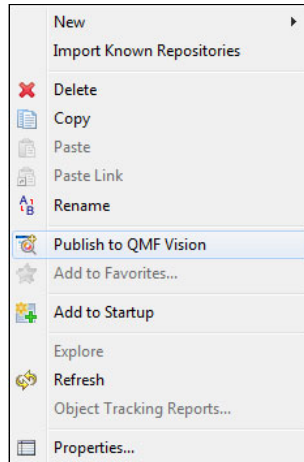 New
Import Known Repositories
Delete
Copy
Paste
Paste Link
Rename
Publish to QMF Vision
Add to Favorites...
Add to Startup
Explore
Refresh
Object Tracking Reports...
Properties...